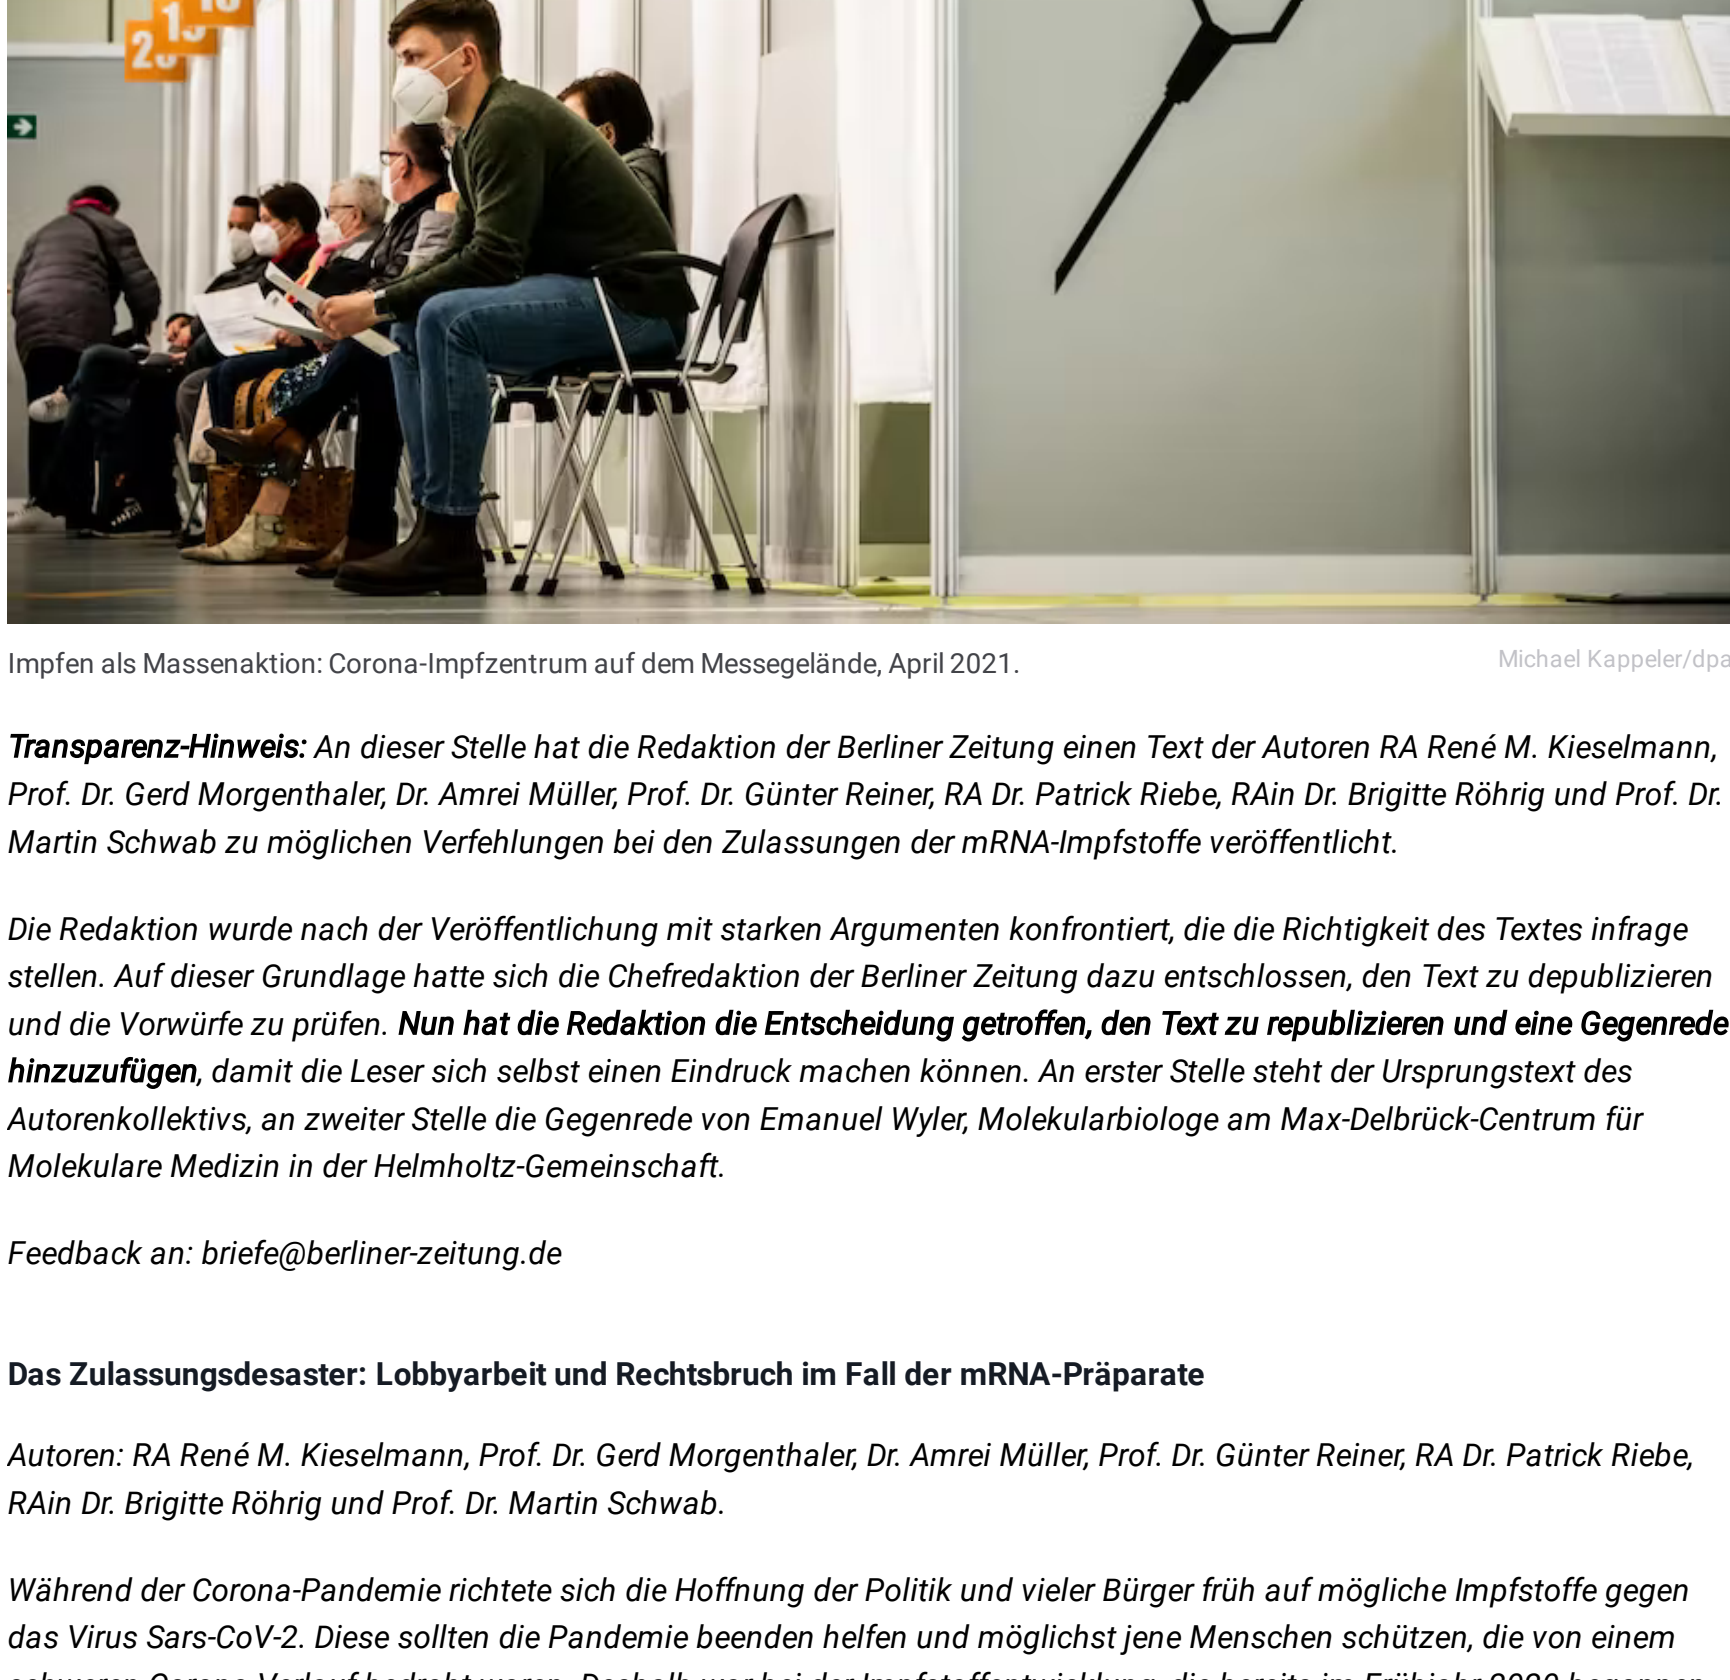 Impfen als Massenaktion: Corona-Impfzentrum auf dem Messegelände, April 2021.
Michael Kappeler/dpa
Transparenz-Hinweis: An dieser Stelle hat die Redaktion der Berliner Zeitung einen Text der Autoren RA René M. Kieselmann,
Prof. Dr. Gerd Morgenthaler, Dr. Amrei Müller, Prof. Dr. Günter Reiner, RA Dr. Patrick Riebe, RAin Dr. Brigitte Röhrig und Prof. Dr.
Martin Schwab zu möglichen Verfehlungen bei den Zulassungen der mRNA-Impfstoffe veröffentlicht.
Die Redaktion wurde nach der Veröffentlichung mit starken Argumenten konfrontiert, die die Richtigkeit des Textes infrage
stellen. Auf dieser Grundlage hatte sich die Chefredaktion der Berliner Zeitung dazu entschlossen, den Text zu depublizieren
und die Vorwürfe zu prüfen. Nun hat die Redaktion die Entscheidung getroffen, den Text zu republizieren und eine Gegenrede
hinzuzufügen, damit die Leser sich selbst einen Eindruck machen können. An erster Stelle steht der Ursprungstext des
Autorenkollektivs, an zweiter Stelle die Gegenrede von Emanuel Wyler, Molekularbiologe am Max-Delbrück-Centrum für
Molekulare Medizin in der Helmholtz-Gemeinschaft.
Feedback an: briefe@berliner-zeitung.de
Das Zulassungsdesaster: Lobbyarbeit und Rechtsbruch im Fall der mRNA-Präparate
Autoren: RA René M. Kieselmann, Prof. Dr. Gerd Morgenthaler, Dr. Amrei Müller, Prof. Dr. Günter Reiner, RA Dr. Patrick Riebe,
RAin Dr. Brigitte Röhrig und Prof. Dr. Martin Schwab.
Während der Corona-Pandemie richtete sich die Hoffnung der Politik und vieler Bürger früh auf mögliche Impfstoffe gegen
das Virus Sars-CoV-2. Diese sollten die Pandemie beenden helfen und möglichst jene Menschen schützen, die von einem